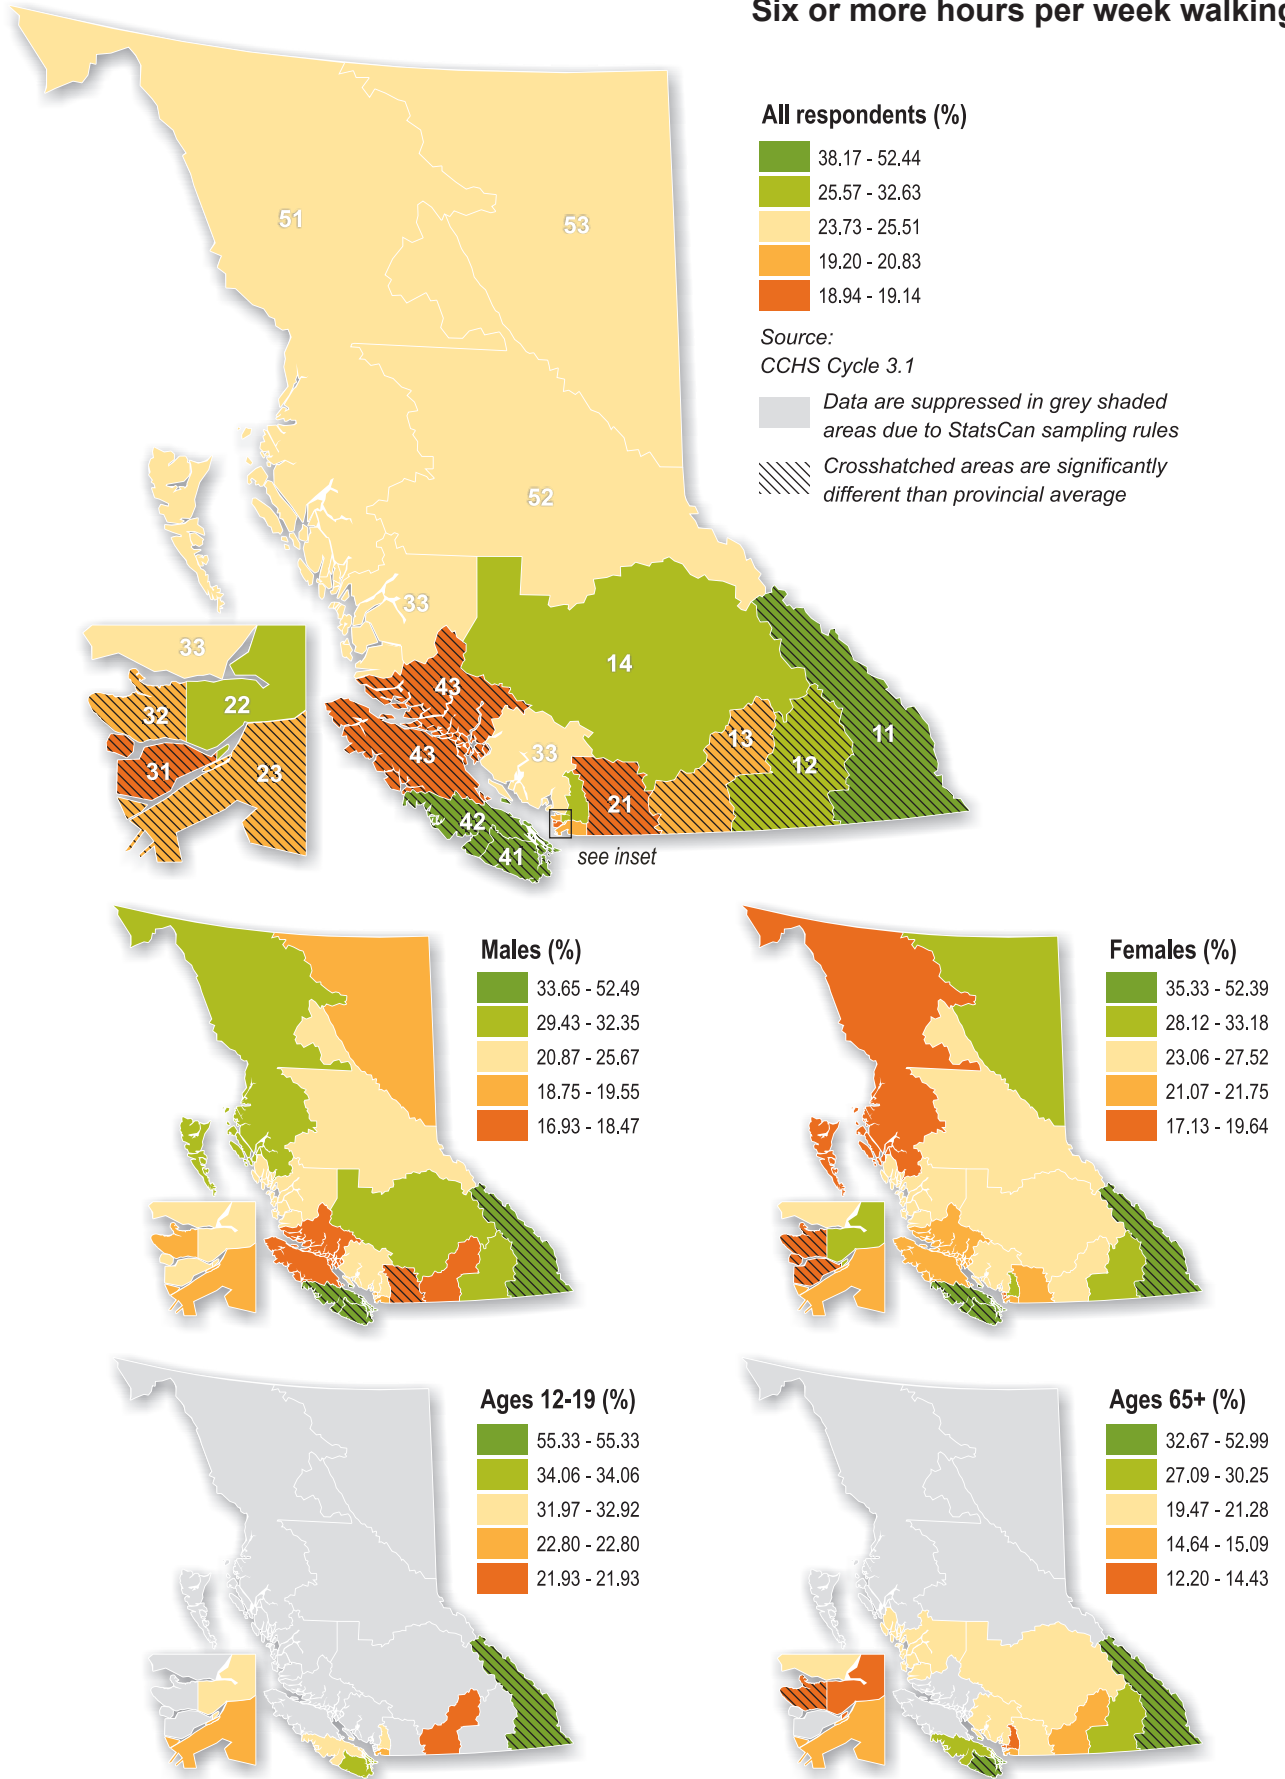 Six or more hours per week walking
All respondents (%)
38.17 - 52.44
25.57 - 32.63
23.73 - 25.51
19.20 - 20.83
18.94 - 19.14
Source:
CCHS Cycle 3.1
Data are suppressed in grey shaded
areas due to StatsCan sampling rules
Crosshatched areas are significantly
different than provincial average
51
53
52
33
14
43
43
33
13
12
11
21
42
41
see inset
33
32
22
31
23
Males (%)
33.65 - 52.49
29.43 - 32.35
20.87 - 25.67
18.75 - 19.55
16.93 - 18.47
Females (%)
35.33 - 52.39
28.12 - 33.18
23.06 - 27.52
21.07 - 21.75
17.13 - 19.64
Ages 12-19 (%)
55.33 - 55.33
34.06 - 34.06
31.97 - 32.92
22.80 - 22.80
21.93 - 21.93
Ages 65+ (%)
32.67 - 52.99
27.09 - 30.25
19.47 - 21.28
14.64 - 15.09
12.20 - 14.43